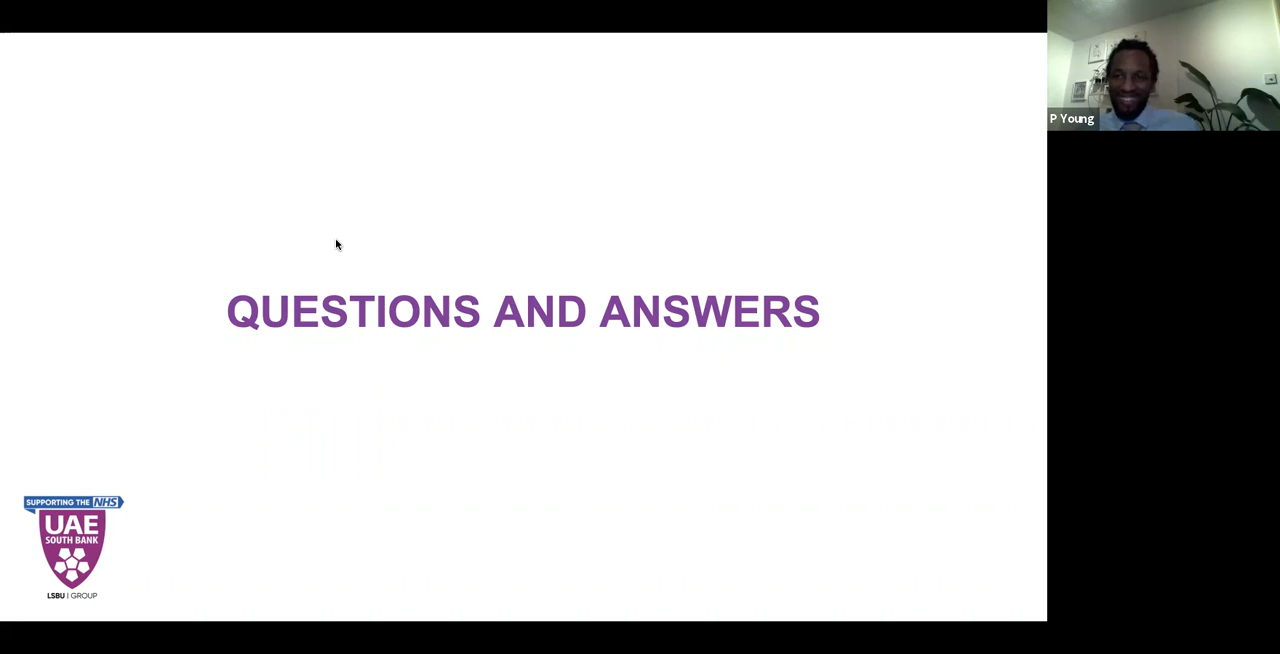 P Young
QUESTIONS AND ANSWERS
SUPPORTING THE NHS
UAE
SOUTH BANK
LSBU | GROUP